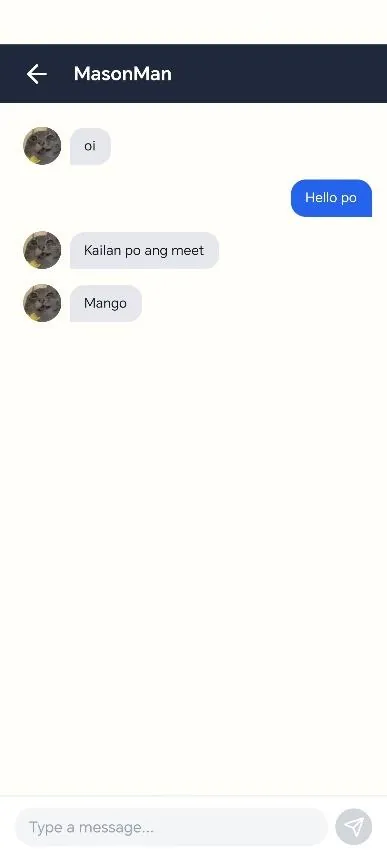 MasonMan
oi
Hello po
Kailan po ang meet
Mango
Type a message...